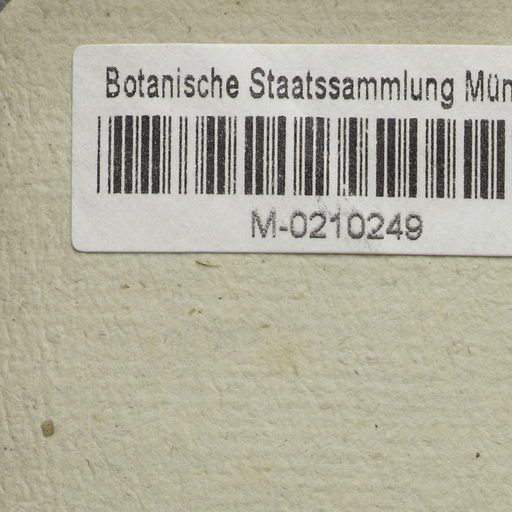 Botanische Staatssammlung Mün
M-0210249